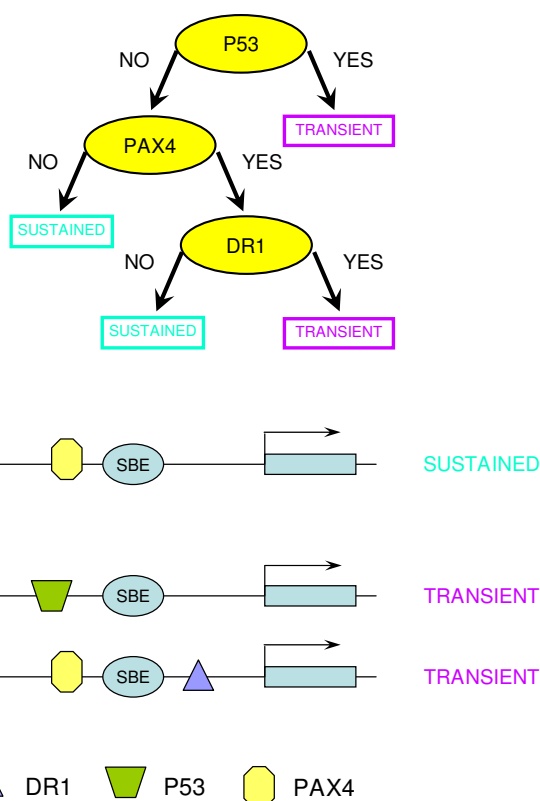 P53
NO YES
TRANSIENT
PAX4
NO YES
SUSTAINED
DR1
NO YES
SUSTAINED TRANSIENT
SBE SUSTAINED
SBE TRANSIENT
SBE TRANSIENT
DR1 P53 PAX4